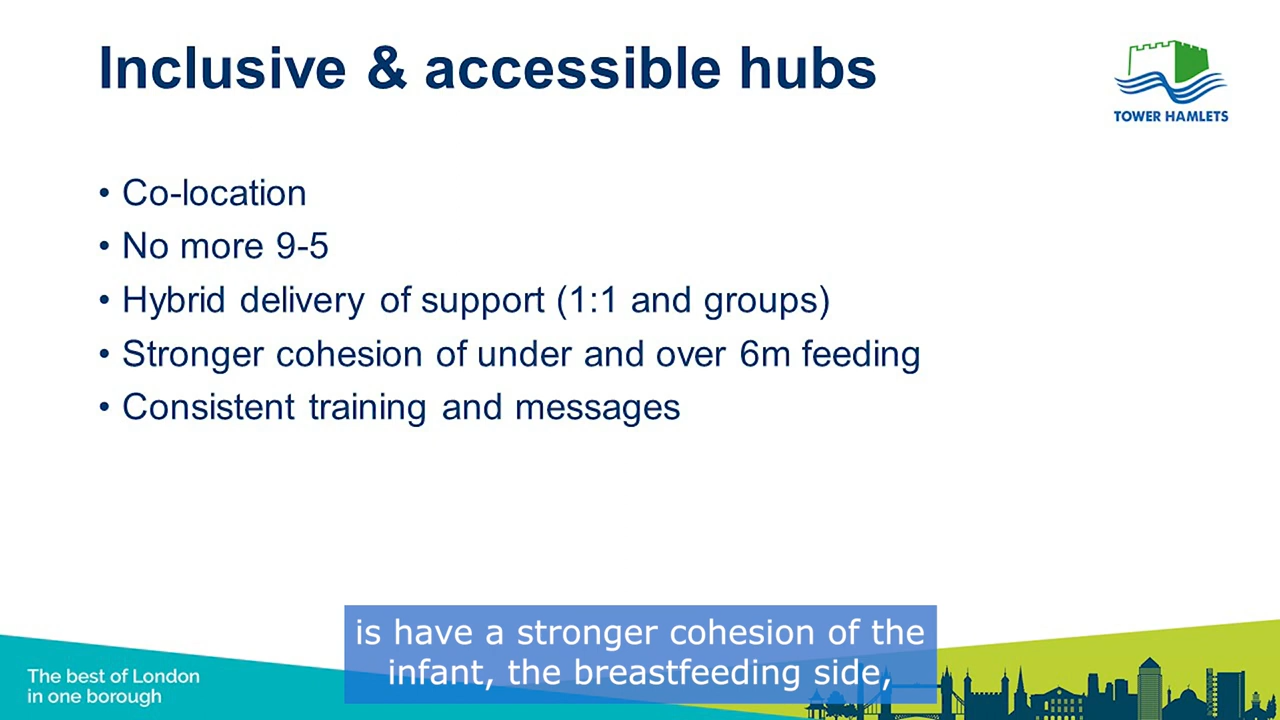 Inclusive & accessible hubs
TOWER HAMLETS
• Co-location
• No more 9-5
• Hybrid delivery of support (1:1 and groups)
• Stronger cohesion of under and over 6m feeding
• Consistent training and messages
is have a stronger cohesion of the
infant, the breastfeeding side,
The best of London
in one borough